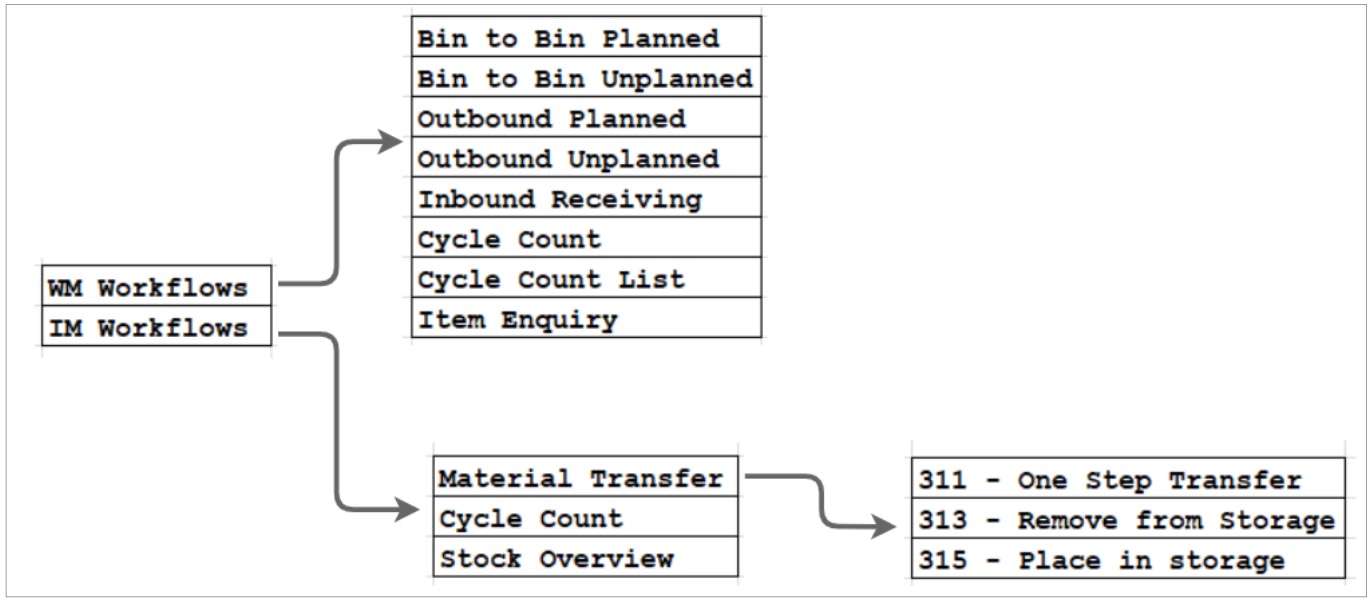 Bin to Bin Planned
Bin to Bin Unplanned
Outbound Planned
Outbound Unplanned
Inbound Receiving
Cycle Count
Cycle Count List
Item Enquiry
WM Workflows
IM Workflows
Material Transfer
Cycle Count
Stock Overview
311 - One Step Transfer
313 - Remove from Storage
315 - Place in storage